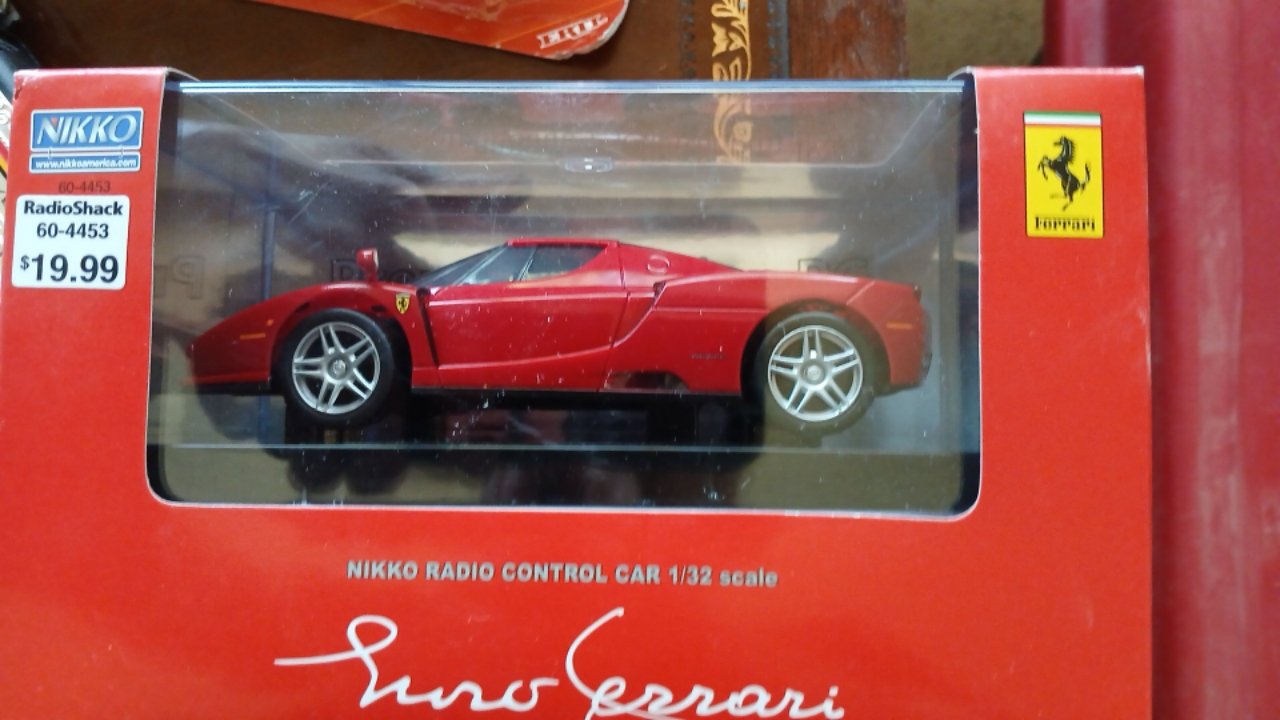 ERTL
NIKKO
www.nikkoamerica.com
60-4453
RadioShack
60-4453
$19.99
Ferrari
NIKKO RADIO CONTROL CAR 1/32 scale
Enzo Ferrari